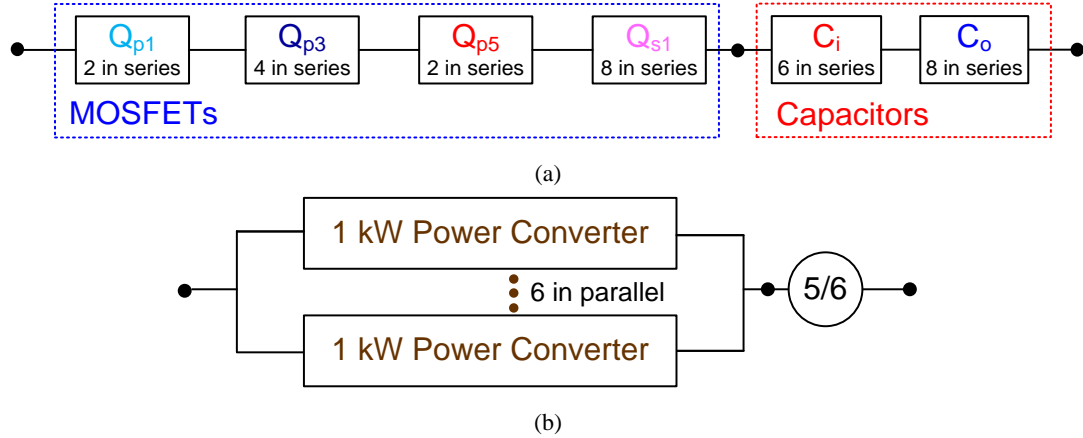 Qp1 Qp3 Qp5 Qs1 Ci Co
2 in series 4 in series 2 in series 8 in series 6 in series 8 in series
MOSFETs Capacitors
(a)
1 kW Power Converter
6 in parallel 5/6
1 kW Power Converter
(b)